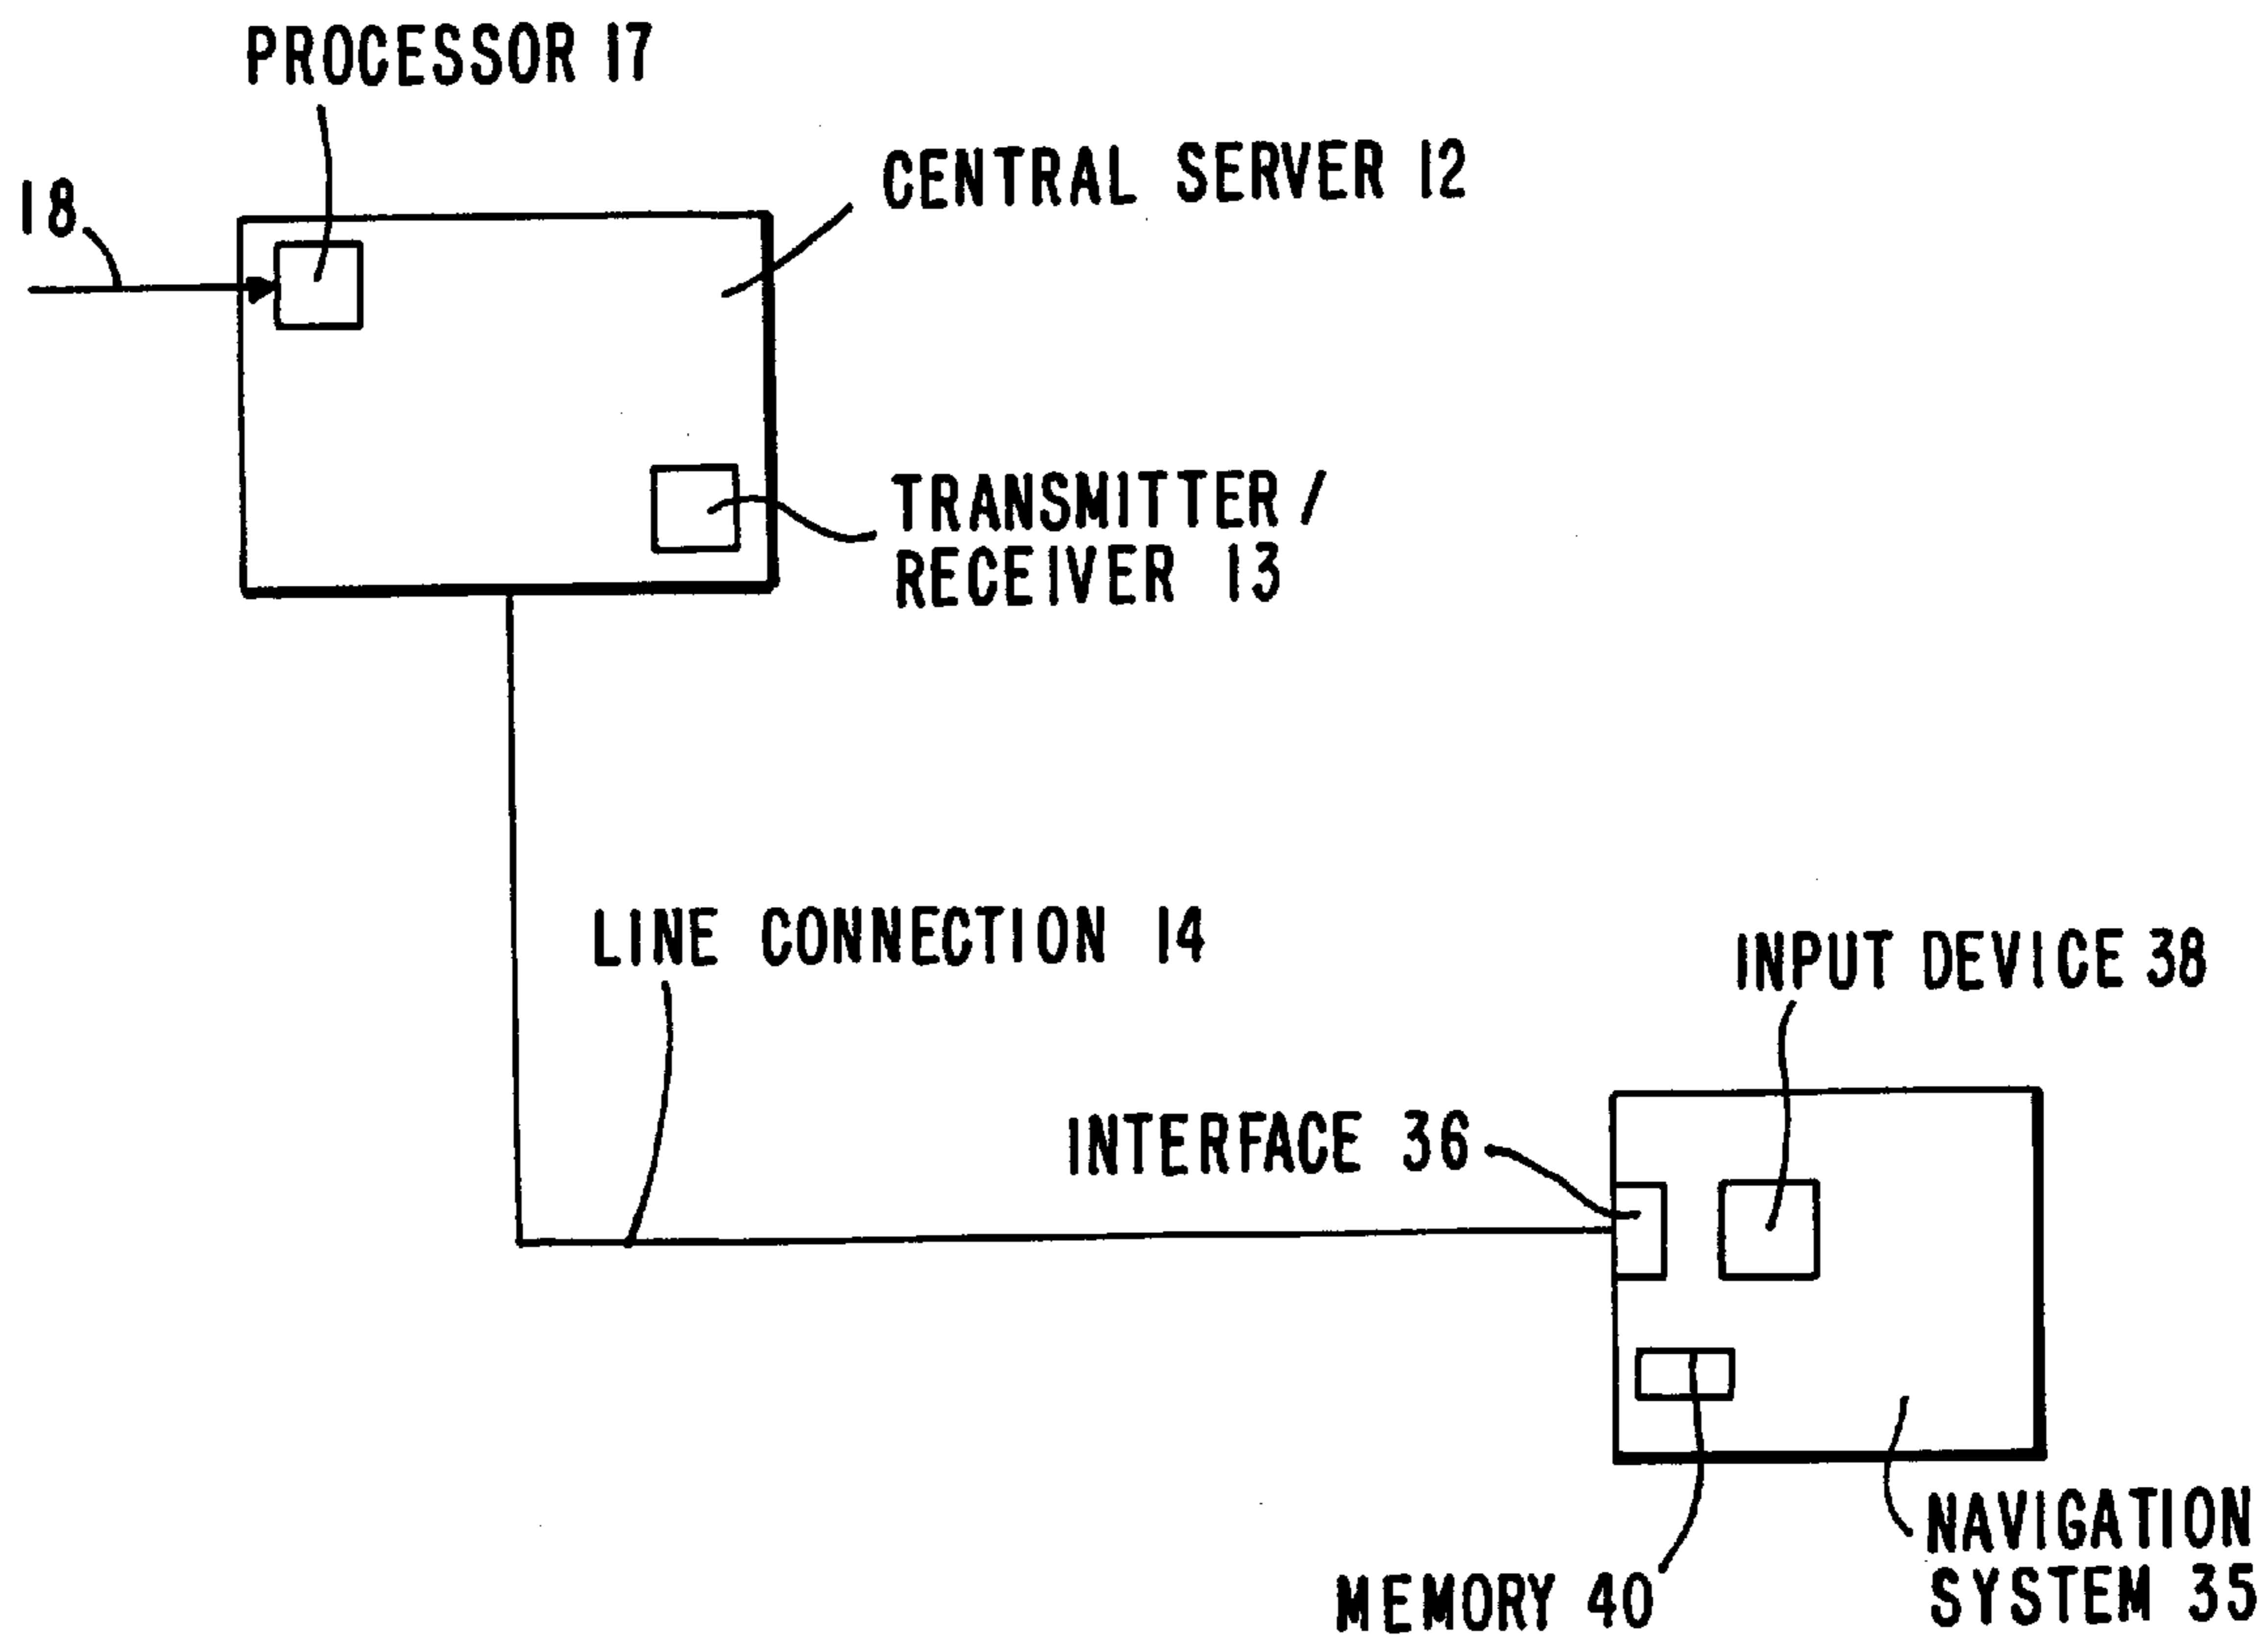 PROCESSOR 17
CENTRAL SERVER 12
18
TRANSMITTER /
RECEIVER 13
LINE CONNECTION 14
INPUT DEVICE 38
INTERFACE 36
NAVIGATION
SYSTEM 35
MEMORY 40